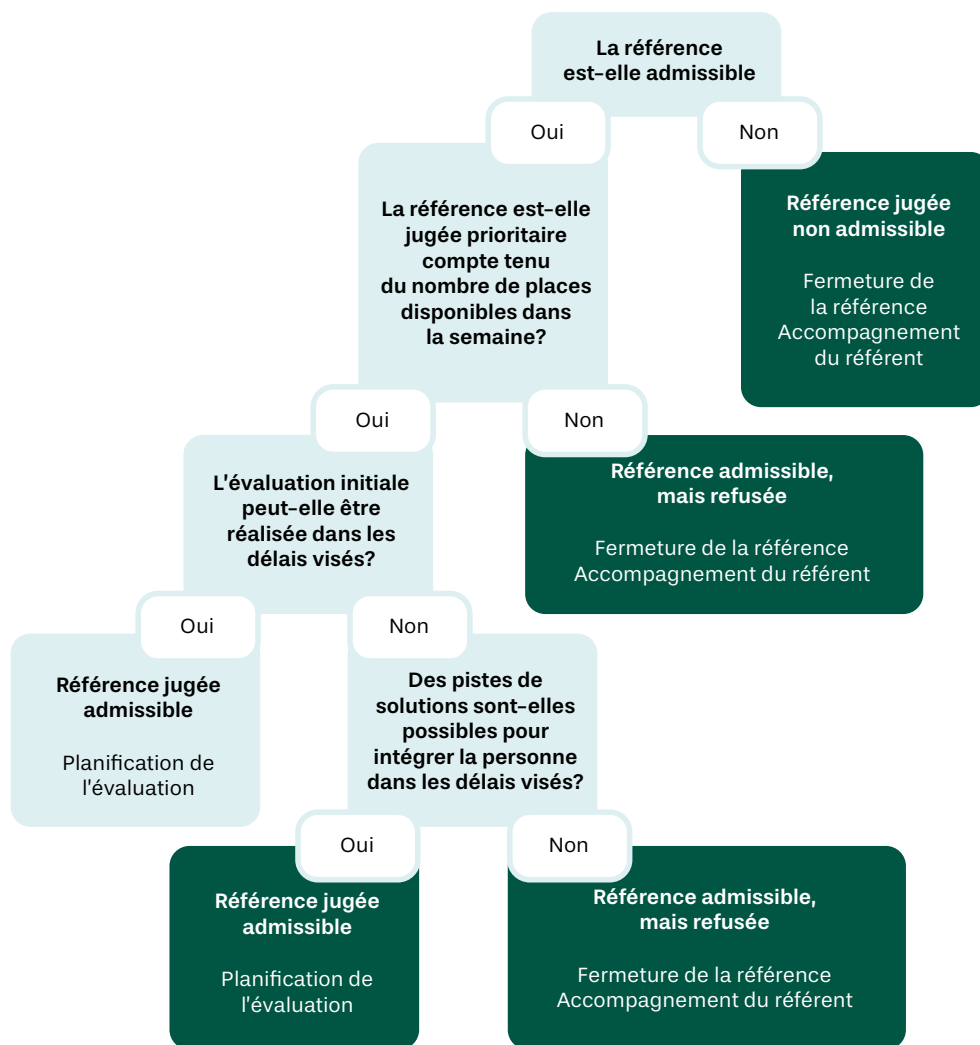 La référence
est-elle admissible
Oui
Non
La référence est-elle
jugée prioritaire
compte tenu
du nombre de places
disponibles dans
la semaine?
Référence jugée
non admissible
Fermeture de
la référence
Accompagnement
du référent
Oui
Non
L'évaluation initiale
peut-elle être
réalisée dans les
délais visés?
Référence admissible,
mais refusée
Fermeture de la référence
Accompagnement du référent
Oui
Non
Référence jugée
admissible
Planification de
l'évaluation
Des pistes de
solutions sont-elles
possibles pour
intégrer la personne
dans les délais visés?
Oui
Non
Référence jugée
admissible
Planification de
l'évaluation
Référence admissible,
mais refusée
Fermeture de la référence
Accompagnement du référent